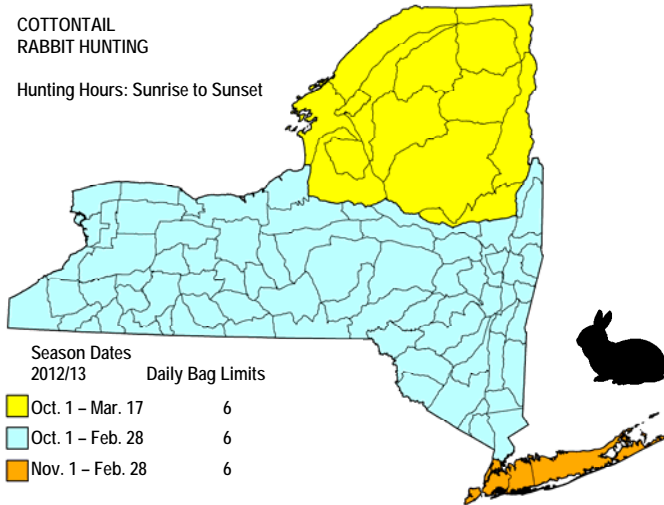 COTTONTAIL
RABBIT HUNTING
Hunting Hours: Sunrise to Sunset
Season Dates
2012/13 Daily Bag Limits
Oct. 1 – Mar. 17 6
Oct. 1 – Feb. 28 6
Nov. 1 – Feb. 28 6